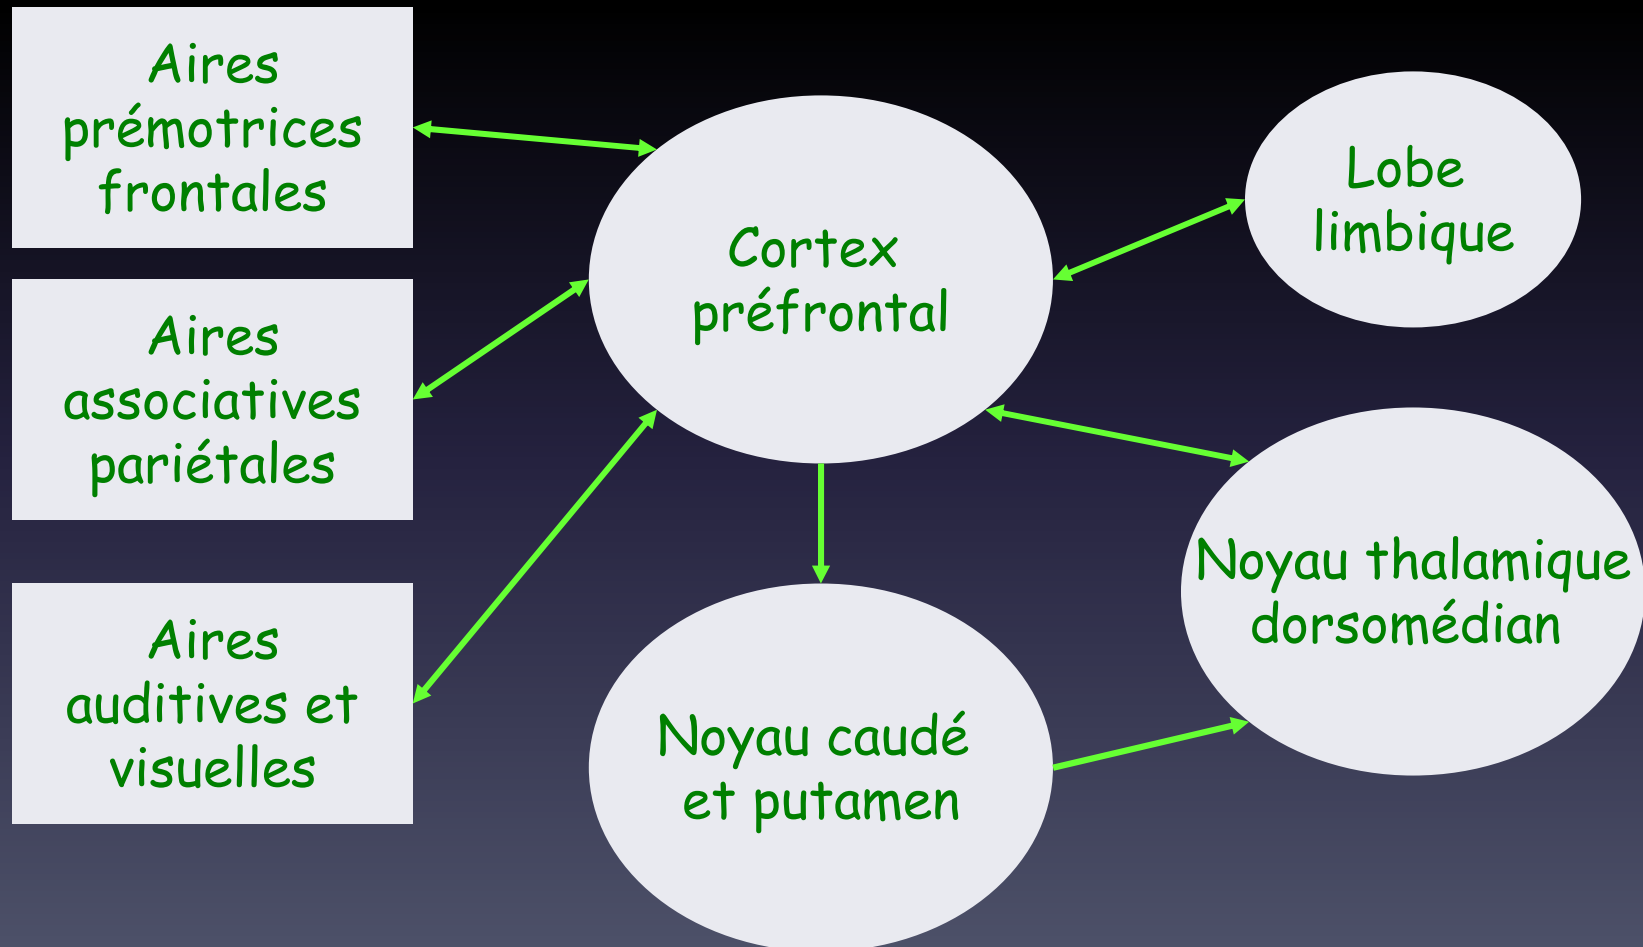 Aires
prémotrices
frontales
Aires
associatives
pariétales
Aires
auditives et
visuelles
Cortex
préfrontal
Noyau caudé
et putamen
Lobe
limbique
Noyau thalamique
dorsomédian